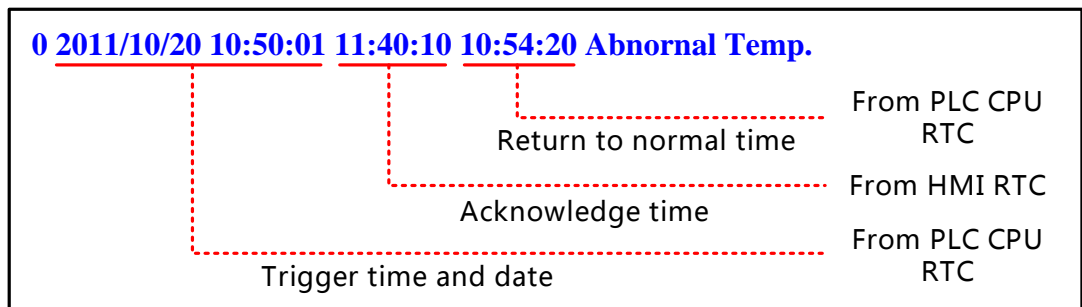 0 2011/10/20 10:50:01 11:40:10 10:54:20 Abnornal Temp.
From PLC CPU
RTC
Return to normal time
From HMI RTC
Acknowledge time
From PLC CPU
RTC
Trigger time and date